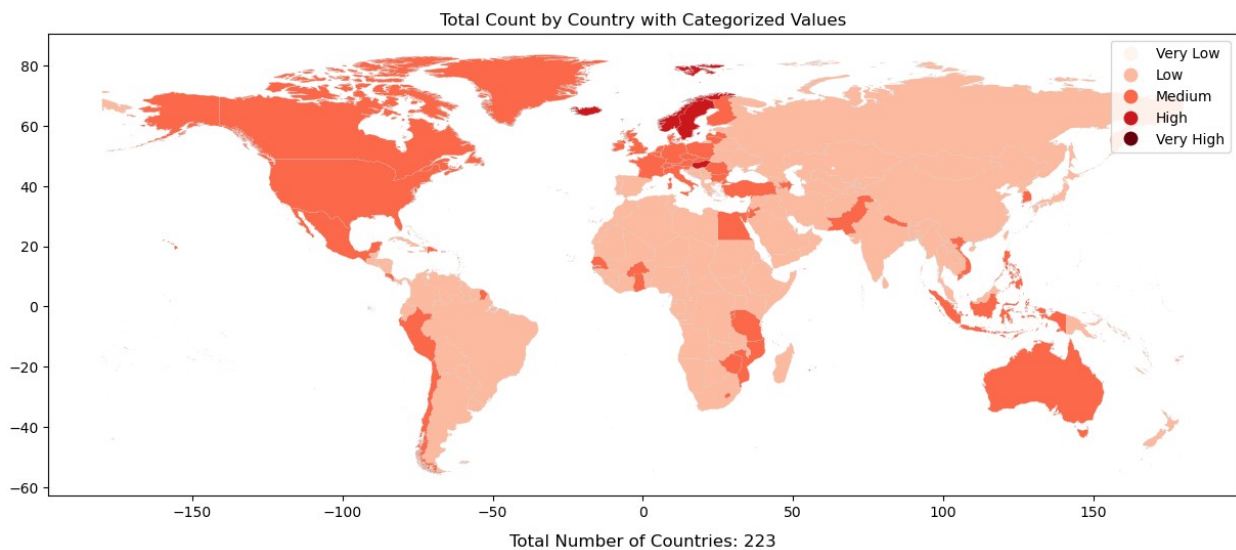 Total Count by Country with Categorized Values
Very Low
Low
Medium
High
Very High
80
60
40
20
0
−20
−40
−60
−150
−100
−50
0
50
100
150
Total Number of Countries: 223